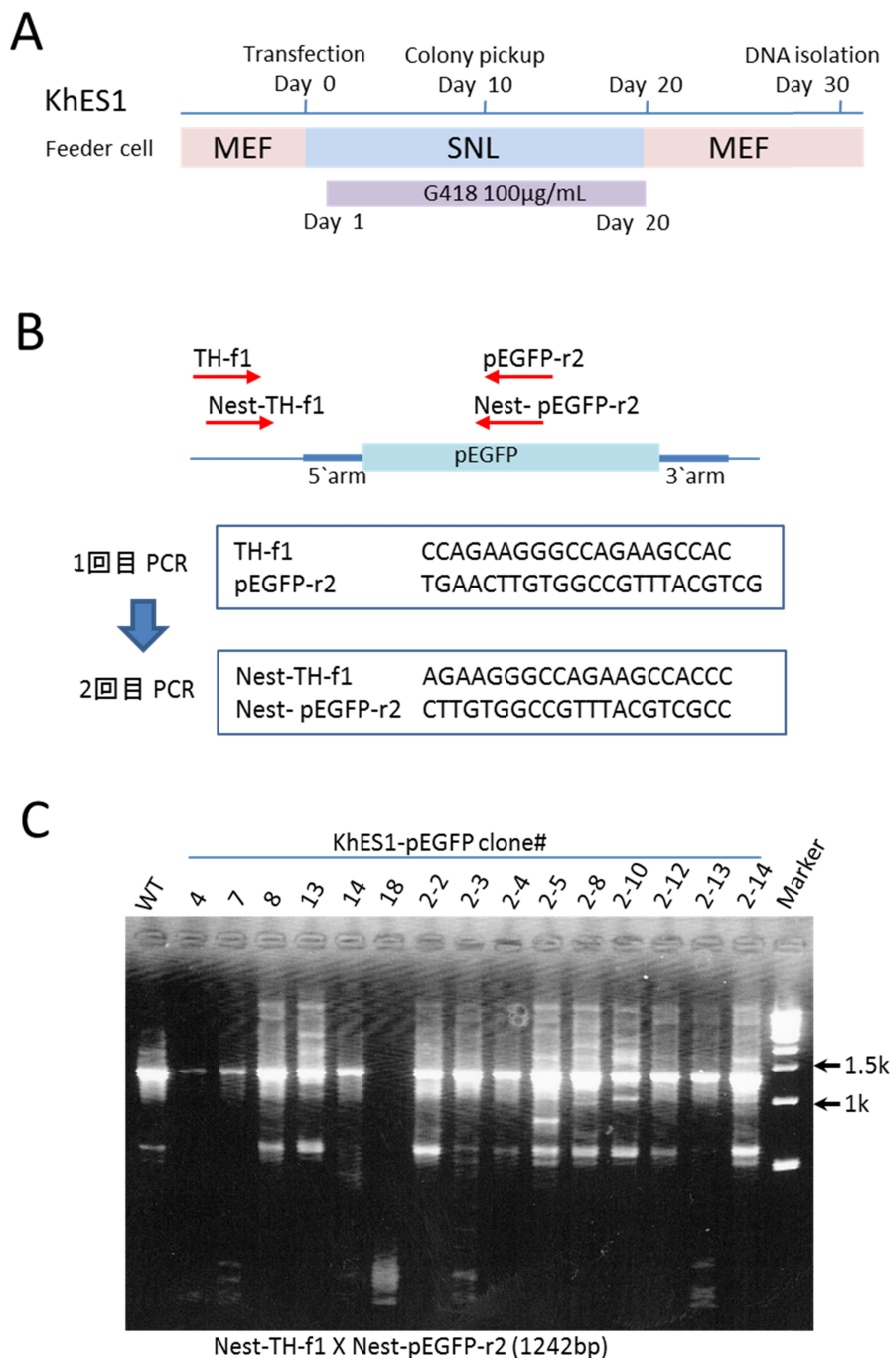 A
Transfection Colony pickup DNA isolation
Day 0 Day 10 Day 20 Day 30
KhES1
Feeder cell MEF SNL MEF
G418 100µg/mL
Day 1 Day 20
B
TH-f1 pEGFP-r2
Nest-TH-f1 Nest- pEGFP-r2
pEGFP
5`arm 3`arm
1回目 PCR
TH-f1 CCAGAAGGGCCAGAAGCCAC
pEGFP-r2 TGAACTTGTGGCCGTTTACGTCG
2回目 PCR
Nest-TH-f1 AGAAGGGCCAGAAGCCACCC
Nest- pEGFP-r2 CTTGTGGCCGTTTACGTCGCC
C
KhES1-pEGFP clone#
WT 4 7 8 13 14 18 2-2 2-3 2-4 2-5 2-8 2-10 2-12 2-13 2-14 Marker
1.5k
1k
Nest-TH-f1 X Nest-pEGFP-r2 (1242bp)